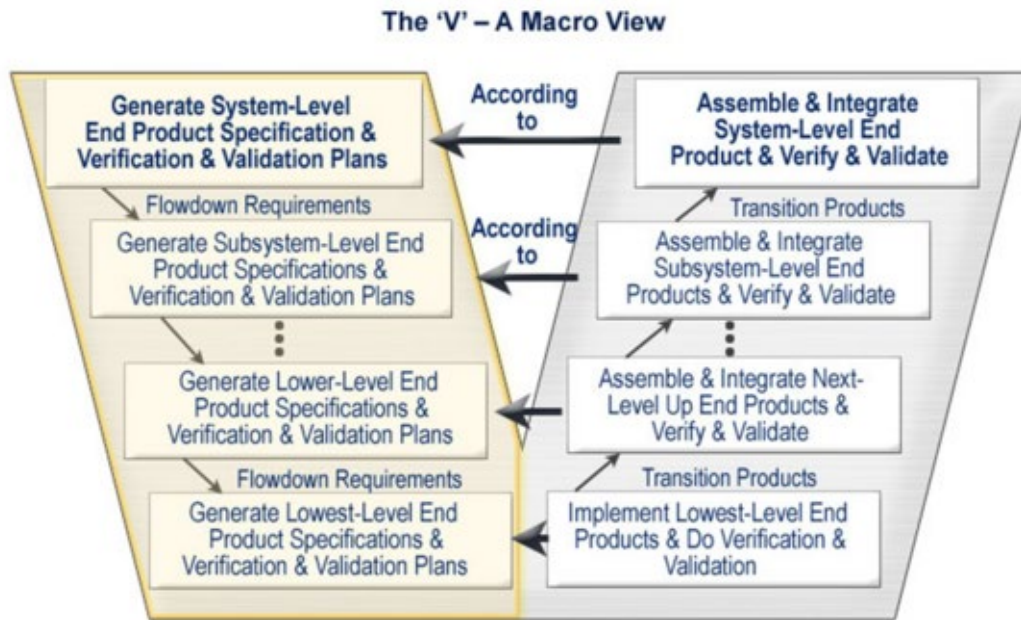 The ‘V’ – A Macro View
Generate System-Level
End Product Specification &
Verification & Validation Plans
According
to
Assemble & Integrate
System-Level End
Product & Verify & Validate
Flowdown Requirements
Transition Products
Generate Subsystem-Level End
Product Specifications &
Verification & Validation Plans
According
to
Assemble & Integrate
Subsystem-Level End
Products & Verify & Validate
Generate Lower-Level End
Product Specifications &
Verification & Validation Plans
Assemble & Integrate Next-
Level Up End Products &
Verify & Validate
Flowdown Requirements
Transition Products
Generate Lowest-Level End
Product Specifications &
Verification & Validation Plans
Implement Lowest-Level End
Products & Do Verification &
Validation